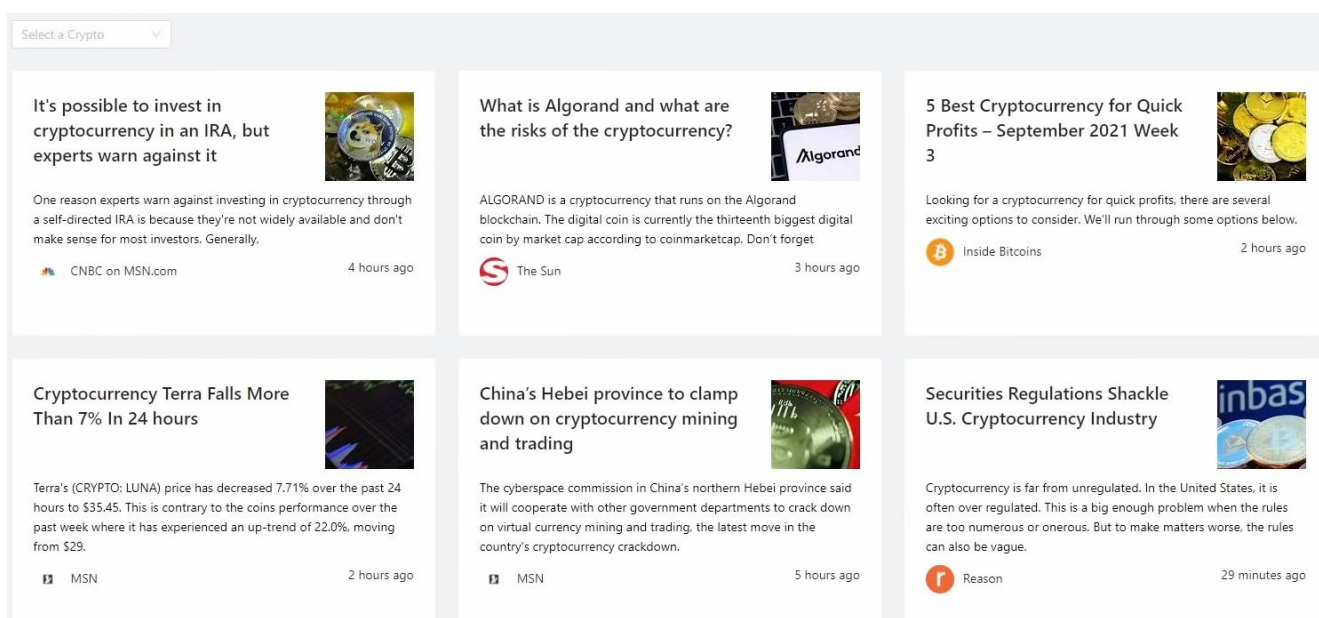 Select a Crypto
It's possible to invest in
cryptocurrency in an IRA, but
experts warn against it
One reason experts warn against investing in cryptocurrency through
a self-directed IRA is because they're not widely available and don't
make sense for most investors. Generally,
CNBC on MSN.com
4 hours ago
What is Algorand and what are
the risks of the cryptocurrency?
Algorand
ALGORAND is a cryptocurrency that runs on the Algorand
blockchain. The digital coin is currently the thirteenth biggest digital
coin by market cap according to coinmarketcap. Don't forget
The Sun
3 hours ago
5 Best Cryptocurrency for Quick
Profits – September 2021 Week
3
Looking for a cryptocurrency for quick profits, there are several
exciting options to consider. We'll run through some options below.
Inside Bitcoins
2 hours ago
Cryptocurrency Terra Falls More
Than 7% In 24 hours
Terra's (CRYPTO: LUNA) price has decreased 7.71% over the past 24
hours to $35.45. This is contrary to the coins performance over the
past week where it has experienced an up-trend of 22.0%, moving
from $29.
MSN
2 hours ago
China's Hebei province to clamp
down on cryptocurrency mining
and trading
The cyberspace commission in China's northern Hebei province said
it will cooperate with other government departments to crack down
on virtual currency mining and trading, the latest move in the
country's cryptocurrency crackdown.
MSN
5 hours ago
Securities Regulations Shackle
U.S. Cryptocurrency Industry
inbas
Cryptocurrency is far from unregulated. In the United States, it is
often over regulated. This is a big enough problem when the rules
are too numerous or onerous. But to make matters worse, the rules
can also be vague.
r
Reason
29 minutes ago